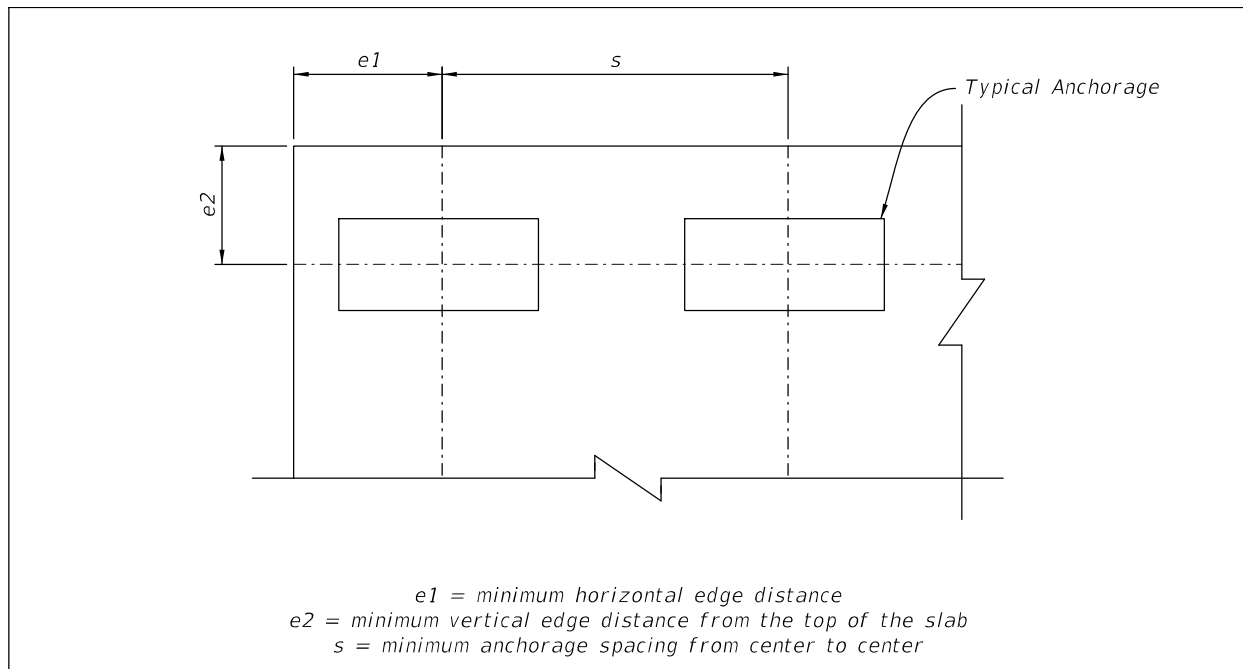 e1
s
Typical Anchorage
e2
e1 = minimum horizontal edge distance
e2 = minimum vertical edge distance from the top of the slab
s = minimum anchorage spacing from center to center